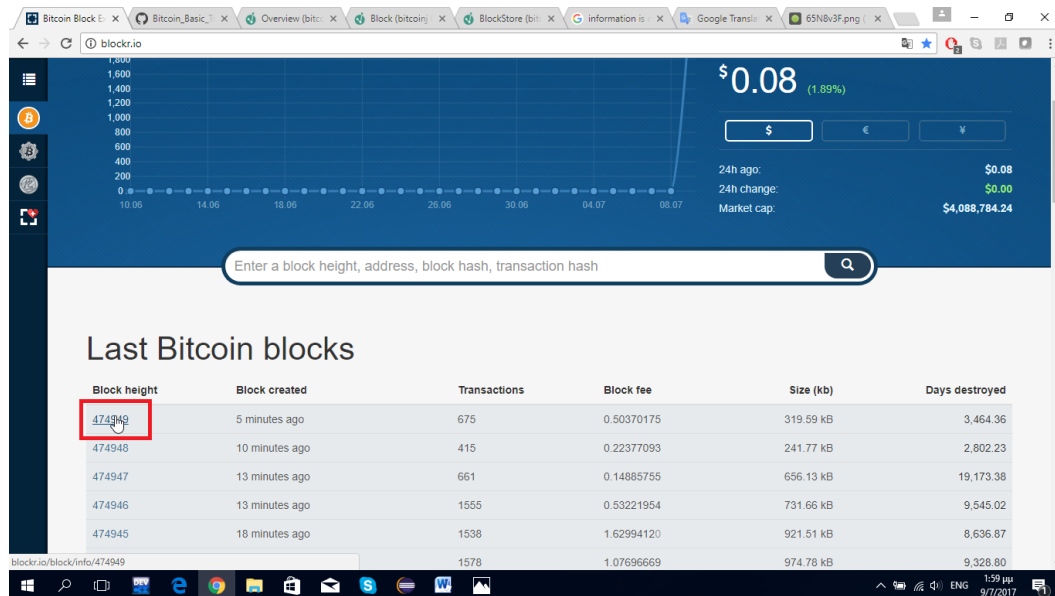 Bitcoin Block E
Bitcoin_Basic_T
Overview (bitc
Block (bitcoinj
BlockStore (bit
information is
Google Transla
65N8v3F.png (
blockr.io
1,800
1,600
1,400
1,200
1,000
800
600
400
200
0
10.06 14.06 18.06 22.06 26.06 30.06 04.07 08.07
$0.08 (1.89%)
$ € ¥
24h ago: $0.08
24h change: $0.00
Market cap: $4,088,784.24
Enter a block height, address, block hash, transaction hash
Last Bitcoin blocks
Block height Block created Transactions Block fee Size (kb) Days destroyed
474949 5 minutes ago 675 0.50370175 319.59 kB 3,464.36
474948 10 minutes ago 415 0.22377093 241.77 kB 2,802.23
474947 13 minutes ago 661 0.14885755 656.13 kB 19,173.38
474946 13 minutes ago 1555 0.53221954 731.66 kB 9,545.02
474945 18 minutes ago 1538 1.62994120 921.51 kB 8,636.87
1578 1.07696669 974.78 kB 9,328.80
blockr.io/block/info/474949
DEV
ENG
1:59 μμ
9/7/2017